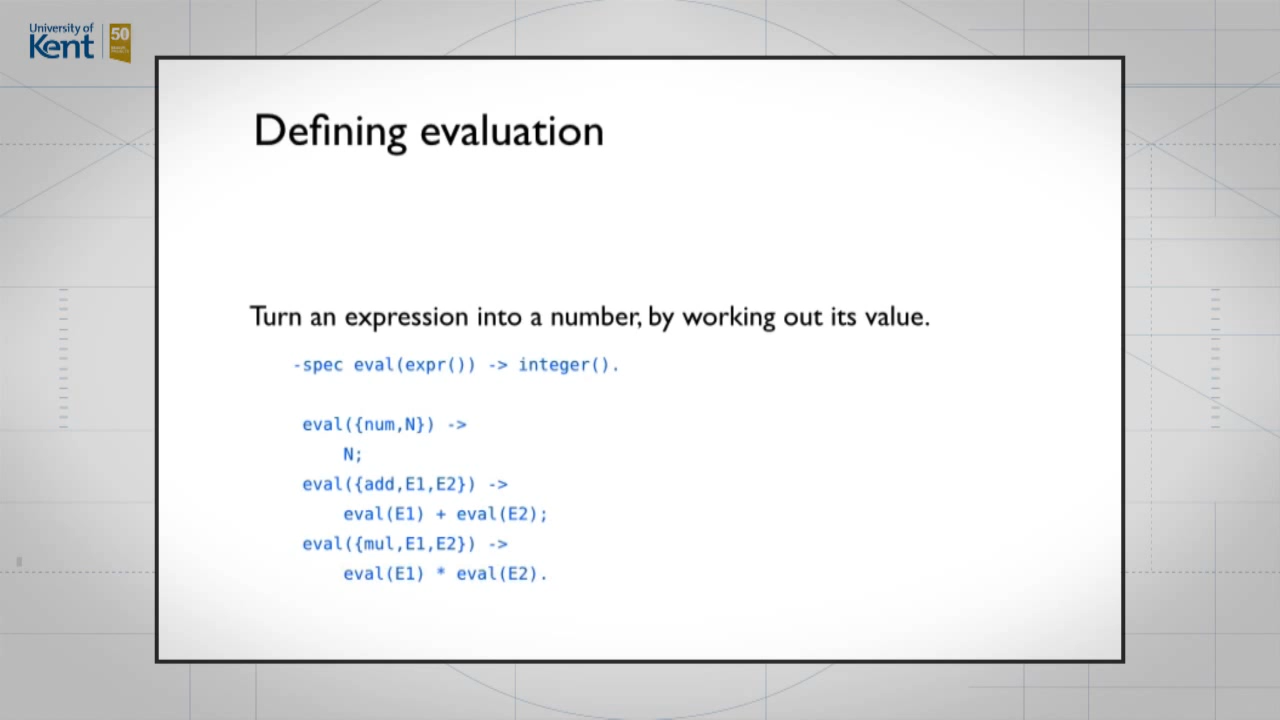 University of
Kent
50
Defining evaluation
Turn an expression into a number, by working out its value.
-spec eval(expr()) -> integer().
eval({num,N}) ->
N;
eval({add,E1,E2}) ->
eval(E1) + eval(E2);
eval({mul,E1,E2}) ->
eval(E1) * eval(E2).